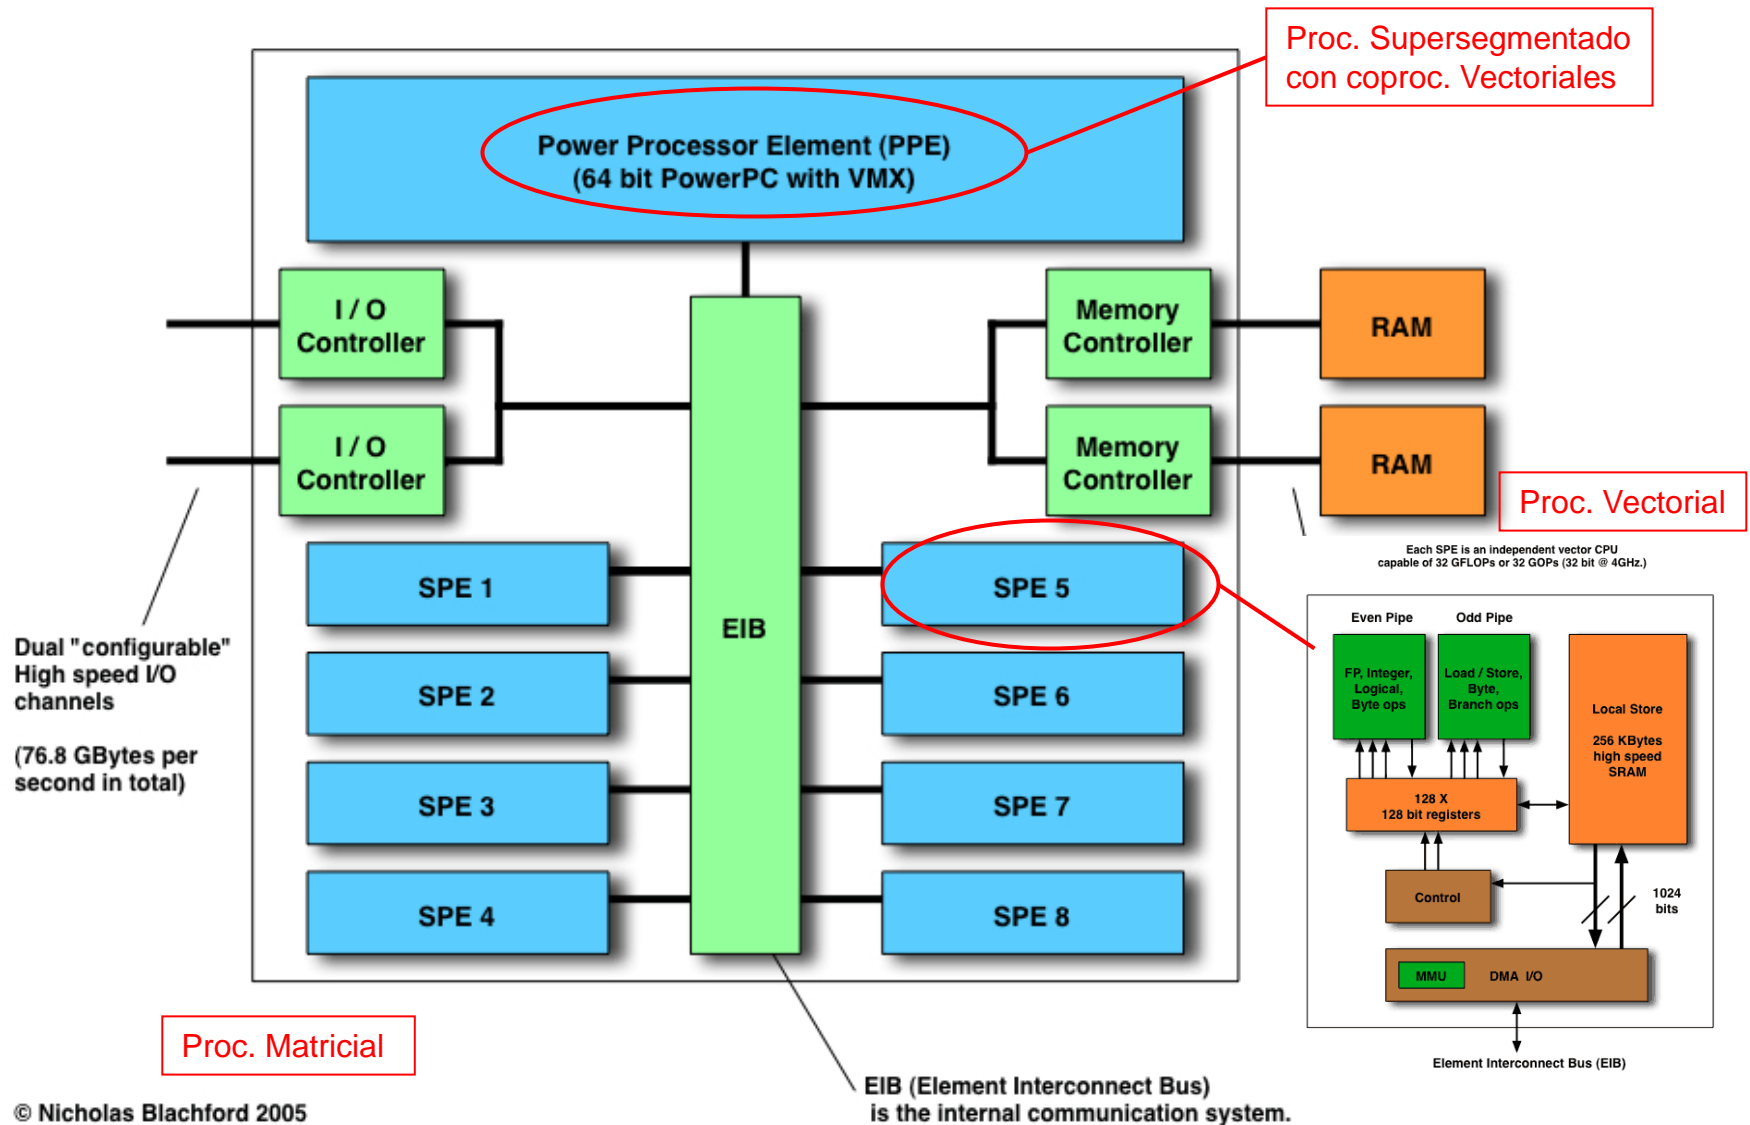 Proc. Supersegmentado
con coproc. Vectoriales
Power Processor Element (PPE)
(64 bit PowerPC with VMX)
I / O
Controller
Memory
Controller
RAM
I / O
Controller
Memory
Controller
RAM
Proc. Vectorial
Each SPE is an independent vector CPU
capable of 32 GFLOPs or 32 GOPs (32 bit @ 4GHz.)
SPE 1
SPE 5
EIB
SPE 2
SPE 6
SPE 3
SPE 7
SPE 4
SPE 8
Dual "configurable"
High speed I/O
channels
(76.8 GBytes per
second in total)
Even Pipe
Odd Pipe
FP, Integer,
Logical,
Byte ops
Load / Store,
Byte,
Branch ops
Local Store
256 KBytes
high speed
SRAM
128 X
128 bit registers
Control
1024
bits
MMU
DMA I/O
Element Interconnect Bus (EIB)
Proc. Matricial
EIB (Element Interconnect Bus)
is the internal communication system.
© Nicholas Blachford 2005